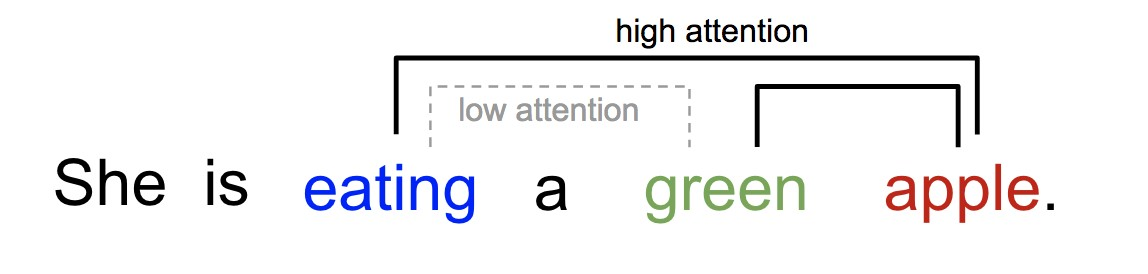 high attention
low attention
She is eating a green apple.